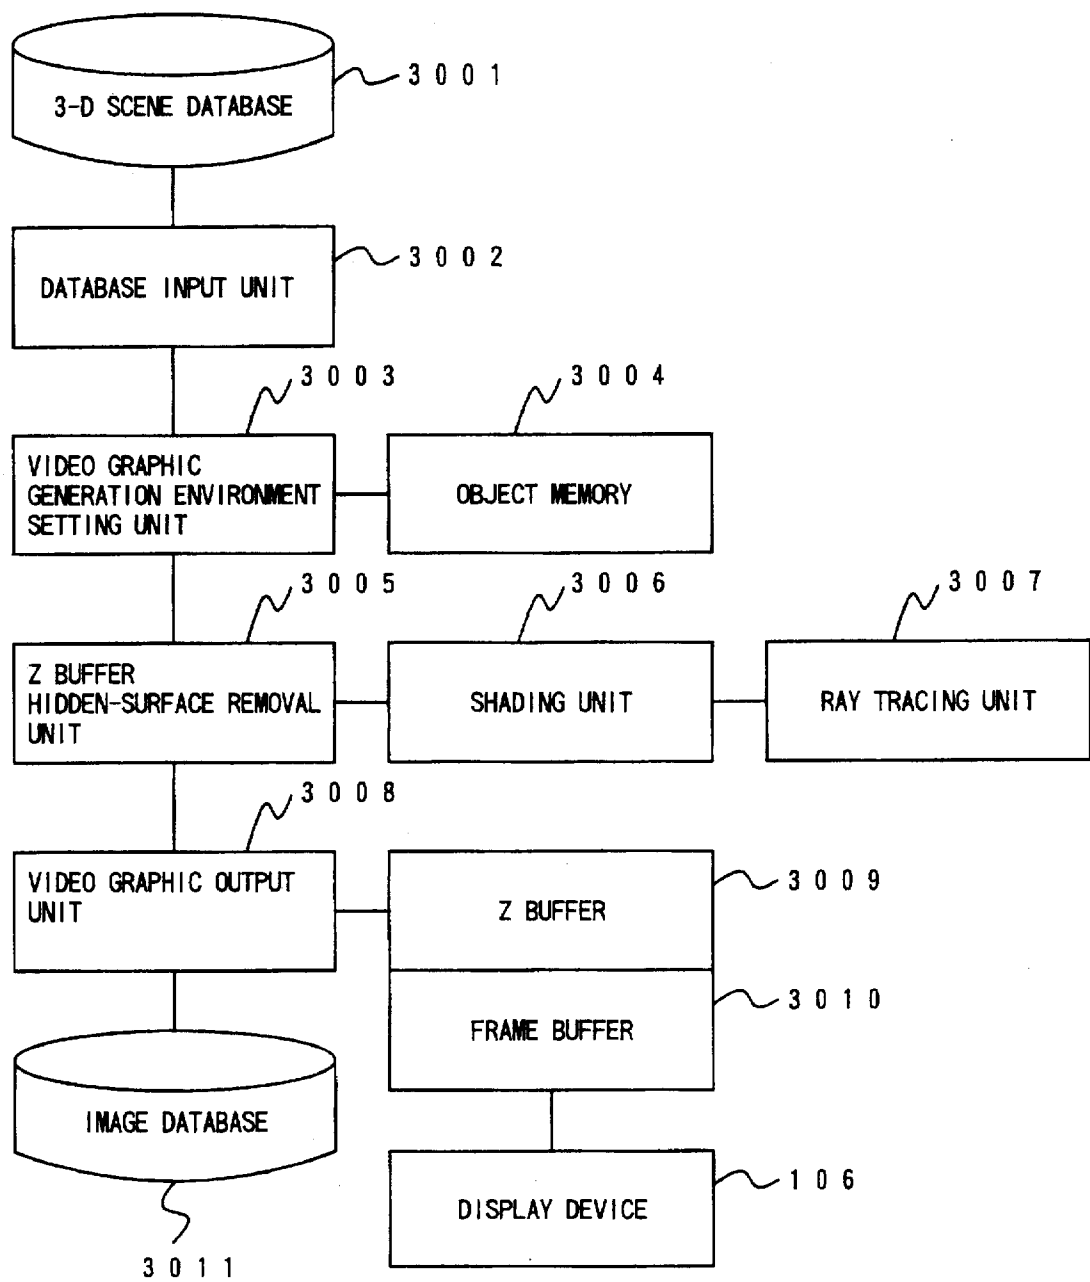 3001
3-D SCENE DATABASE
3002
DATABASE INPUT UNIT
3003
3004
VIDEO GRAPHIC
GENERATION ENVIRONMENT
SETTING UNIT
OBJECT MEMORY
3005
3006
3007
Z BUFFER
HIDDEN-SURFACE REMOVAL
UNIT
SHADING UNIT
RAY TRACING UNIT
3008
VIDEO GRAPHIC OUTPUT
UNIT
3009
Z BUFFER
3010
FRAME BUFFER
IMAGE DATABASE
106
DISPLAY DEVICE
3011